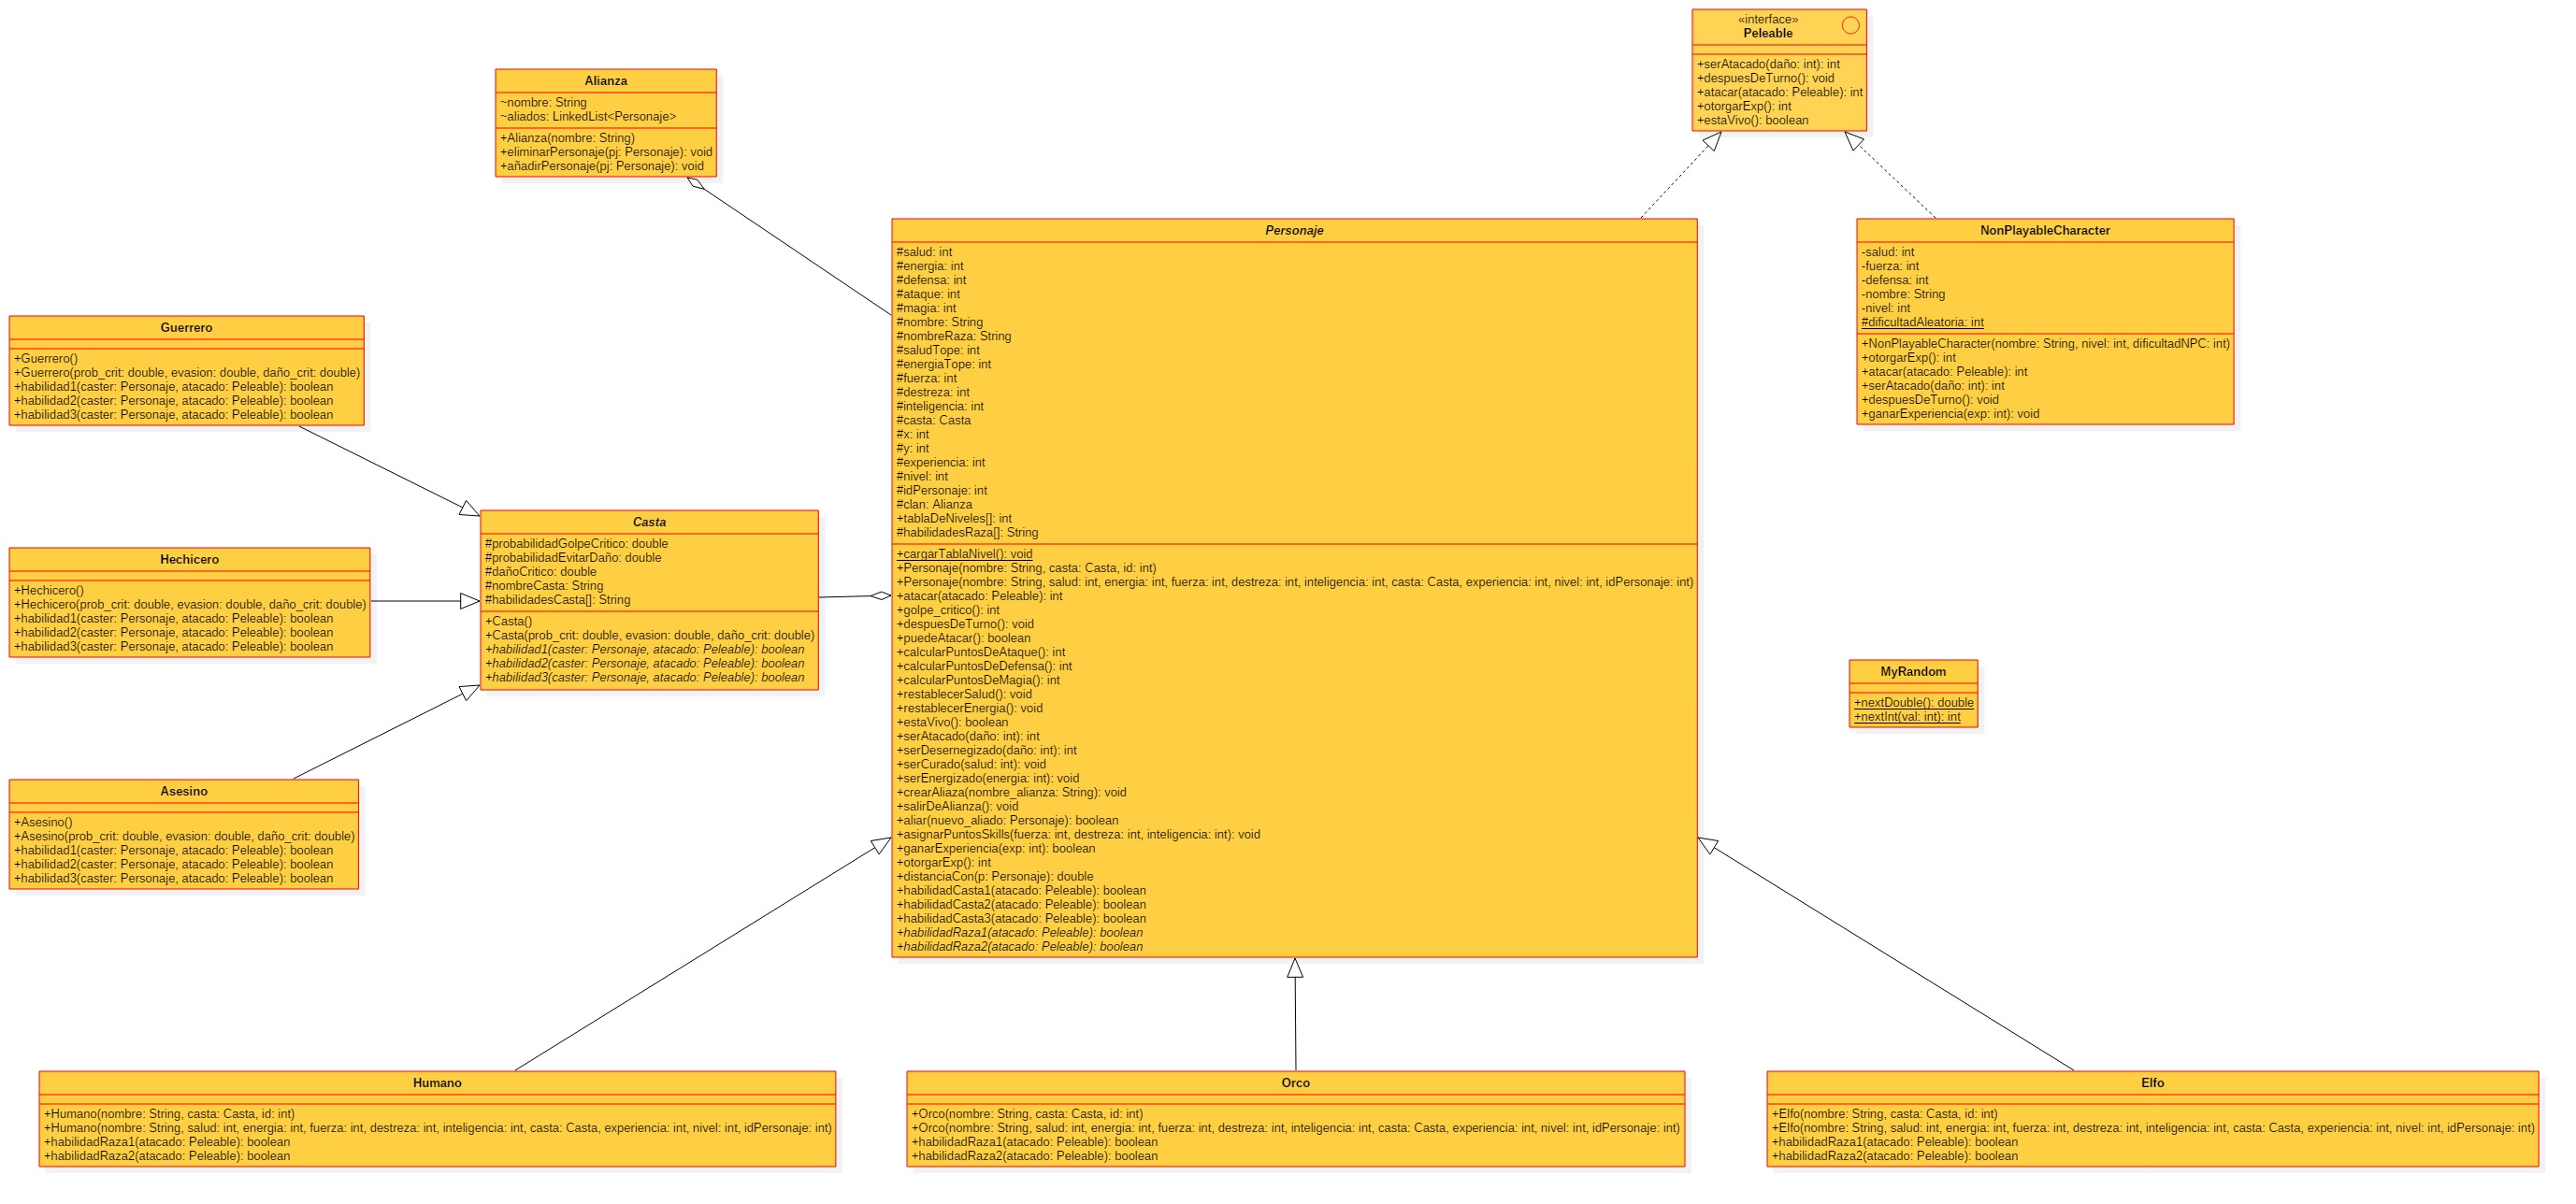 «interface»
Peleable
+serAtacado(daño: int): int
+despuesDeTurno(): void
+atacar(atacado: Peleable): int
+otorgarExp(): int
+estaVivo(): boolean
Alianza
~nombre: String
~aliados: LinkedList<Personaje>
+Alianza(nombre: String)
+eliminarPersonaje(pj: Personaje): void
+añadirPersonaje(pj: Personaje): void
Personaje
#salud: int
#energia: int
#defensa: int
#ataque: int
#magia: int
#nombre: String
#nombreRaza: String
#saludTope: int
#energiaTope: int
#fuerza: int
#destreza: int
#inteligencia: int
#casta: Casta
#x: int
#y: int
#experiencia: int
#nivel: int
#idPersonaje: int
#clan: Alianza
+tablaDeNiveles[]: int
#habilidadesRaza[]: String
+cargarTablaNivel(): void
+Personaje(nombre: String, casta: Casta, id: int)
+Personaje(nombre: String, salud: int, energia: int, fuerza: int, destreza: int, inteligencia: int, casta: Casta, experiencia: int, nivel: int, idPersonaje: int)
+atacar(atacado: Peleable): int
+golpe_critico(): int
+despuesDeTurno(): void
+puedeAtacar(): boolean
+calcularPuntosDeAtaque(): int
+calcularPuntosDeDefensa(): int
+calcularPuntosDeMagia(): int
+restablecerSalud(): void
+restablecerEnergia(): void
+estaVivo(): boolean
+serAtacado(daño: int): int
+serDesernegizado(daño: int): int
+serCurado(salud: int): void
+serEnergizado(energia: int): void
+crearAliaza(nombre_alianza: String): void
+salirDeAlianza(): void
+aliar(nuevo_aliado: Personaje): boolean
+asignarPuntosSkills(fuerza: int, destreza: int, inteligencia: int): void
+ganarExperiencia(exp: int): boolean
+otorgarExp(): int
+distanciaCon(p: Personaje): double
+habilidadCasta1(atacado: Peleable): boolean
+habilidadCasta2(atacado: Peleable): boolean
+habilidadCasta3(atacado: Peleable): boolean
+habilidadRaza1(atacado: Peleable): boolean
+habilidadRaza2(atacado: Peleable): boolean
NonPlayableCharacter
-salud: int
-fuerza: int
-defensa: int
-nombre: String
-nivel: int
#dificultadAleatoria: int
+NonPlayableCharacter(nombre: String, nivel: int, dificultadNPC: int)
+otorgarExp(): int
+atacar(atacado: Peleable): int
+serAtacado(daño: int): int
+despuesDeTurno(): void
+ganarExperiencia(exp: int): void
Guerrero
+Guerrero()
+Guerrero(prob_crit: double, evasion: double, daño_crit: double)
+habilidad1(caster: Personaje, atacado: Peleable): boolean
+habilidad2(caster: Personaje, atacado: Peleable): boolean
+habilidad3(caster: Personaje, atacado: Peleable): boolean
Casta
#probabilidadGolpeCritico: double
#probabilidadEvitarDaño: double
#dañoCritico: double
#nombreCasta: String
#habilidadesCasta[]: String
+Casta()
+Casta(prob_crit: double, evasion: double, daño_crit: double)
+habilidad1(caster: Personaje, atacado: Peleable): boolean
+habilidad2(caster: Personaje, atacado: Peleable): boolean
+habilidad3(caster: Personaje, atacado: Peleable): boolean
Hechicero
+Hechicero()
+Hechicero(prob_crit: double, evasion: double, daño_crit: double)
+habilidad1(caster: Personaje, atacado: Peleable): boolean
+habilidad2(caster: Personaje, atacado: Peleable): boolean
+habilidad3(caster: Personaje, atacado: Peleable): boolean
MyRandom
+nextDouble(): double
+nextInt(val: int): int
Asesino
+Asesino()
+Asesino(prob_crit: double, evasion: double, daño_crit: double)
+habilidad1(caster: Personaje, atacado: Peleable): boolean
+habilidad2(caster: Personaje, atacado: Peleable): boolean
+habilidad3(caster: Personaje, atacado: Peleable): boolean
Humano
+Humano(nombre: String, casta: Casta, id: int)
+Humano(nombre: String, salud: int, energia: int, fuerza: int, destreza: int, inteligencia: int, casta: Casta, experiencia: int, nivel: int, idPersonaje: int)
+habilidadRaza1(atacado: Peleable): boolean
+habilidadRaza2(atacado: Peleable): boolean
Orco
+Orco(nombre: String, casta: Casta, id: int)
+Orco(nombre: String, salud: int, energia: int, fuerza: int, destreza: int, inteligencia: int, casta: Casta, experiencia: int, nivel: int, idPersonaje: int)
+habilidadRaza1(atacado: Peleable): boolean
+habilidadRaza2(atacado: Peleable): boolean
Elfo
+Elfo(nombre: String, casta: Casta, id: int)
+Elfo(nombre: String, salud: int, energia: int, fuerza: int, destreza: int, inteligencia: int, casta: Casta, experiencia: int, nivel: int, idPersonaje: int)
+habilidadRaza1(atacado: Peleable): boolean
+habilidadRaza2(atacado: Peleable): boolean